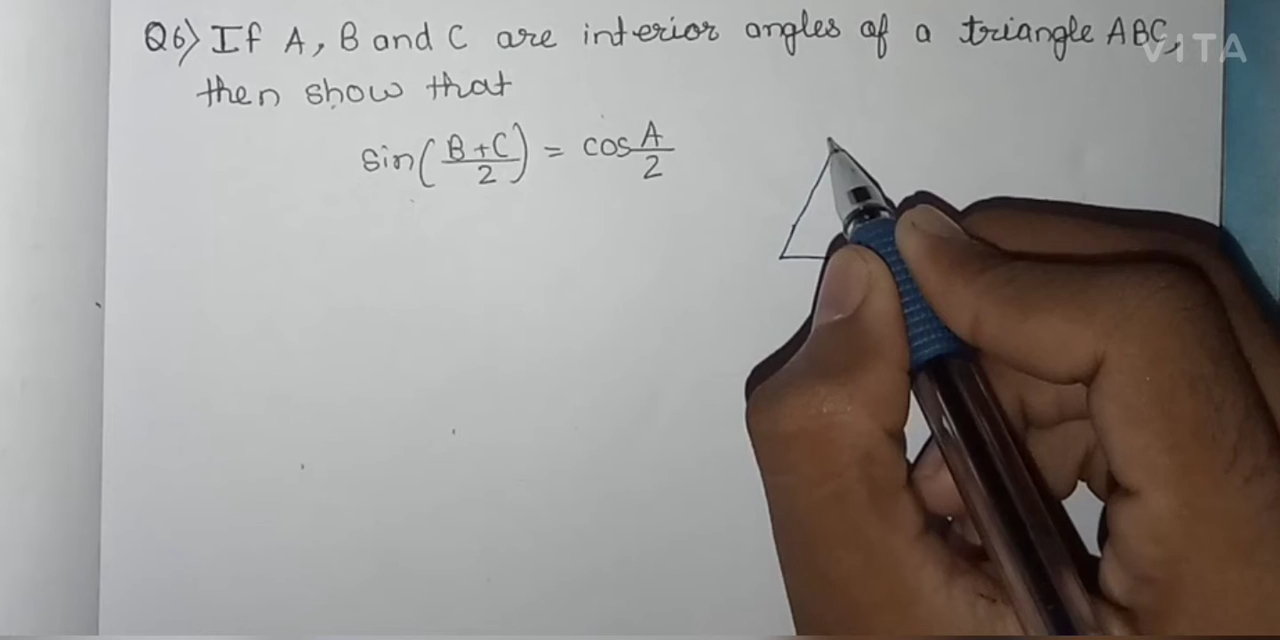 Q6) If A, B and C are interior angles of a triangle ABC,
then show that
sin(B+C/2) = cos A/2
VITA